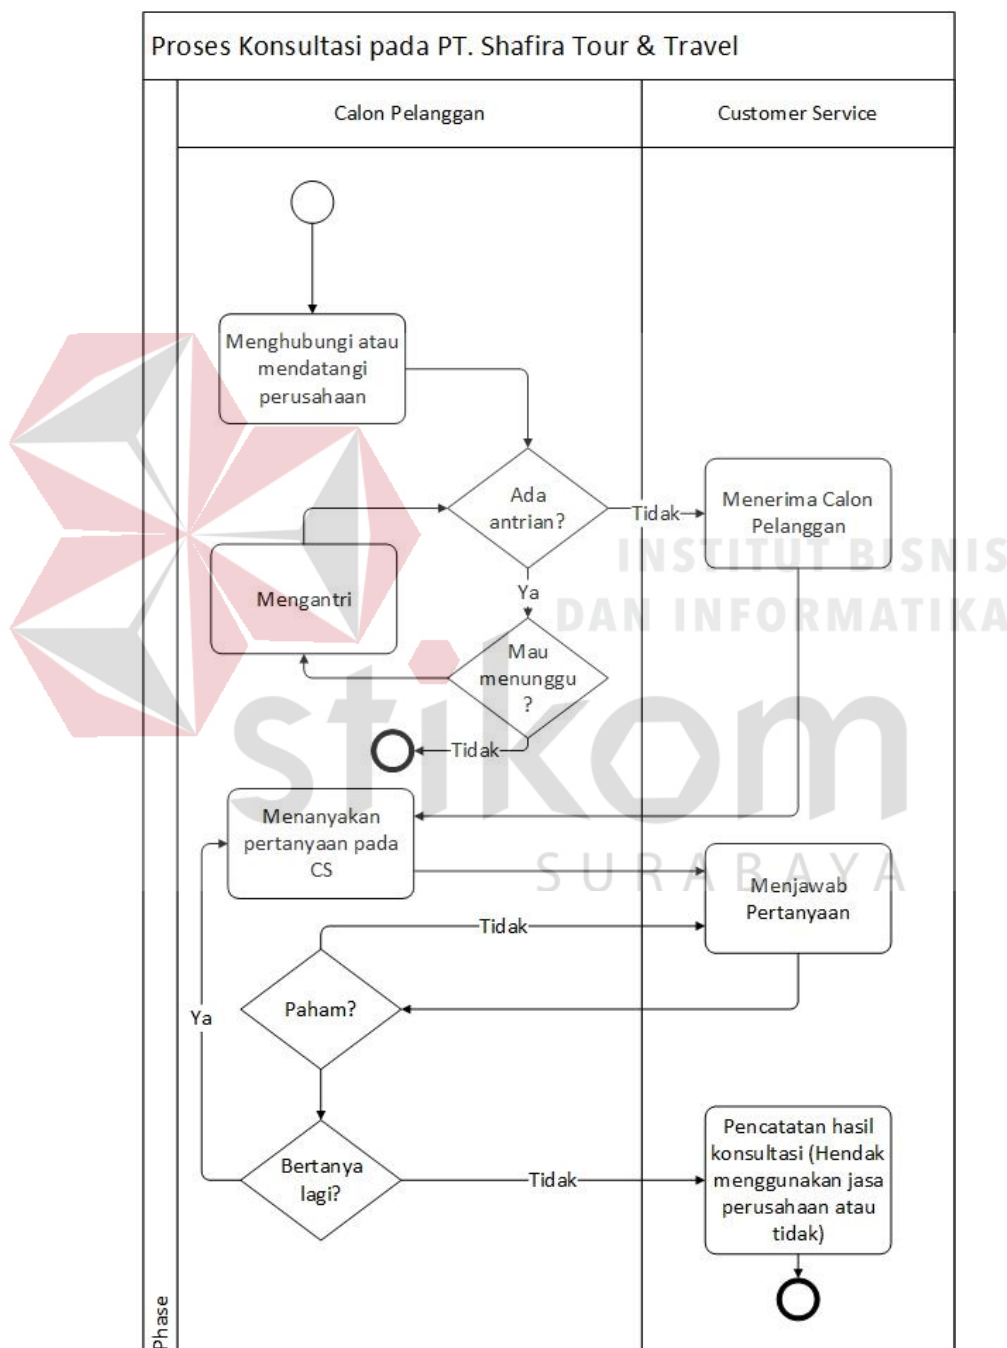 Proses Konsultasi pada PT. Shafira Tour & Travel
Calon Pelanggan
Customer Service
Menghubungi atau
mendatangi
perusahaan
Ada
antrian?
Tidak
Menerima Calon
Pelanggan
INSTITUT BISNIS
DAN INFORMATIKA
Mengantri
Ya
Mau
menunggu
?
Tidak
stikom
SURABAYA
Menanyakan
pertanyaan pada
CS
Menjawab
Pertanyaan
Tidak
Paham?
Ya
Bertanya
lagi?
Tidak
Pencatatan hasil
konsultasi (Hendak
menggunakan jasa
perusahaan atau
tidak)
Phase